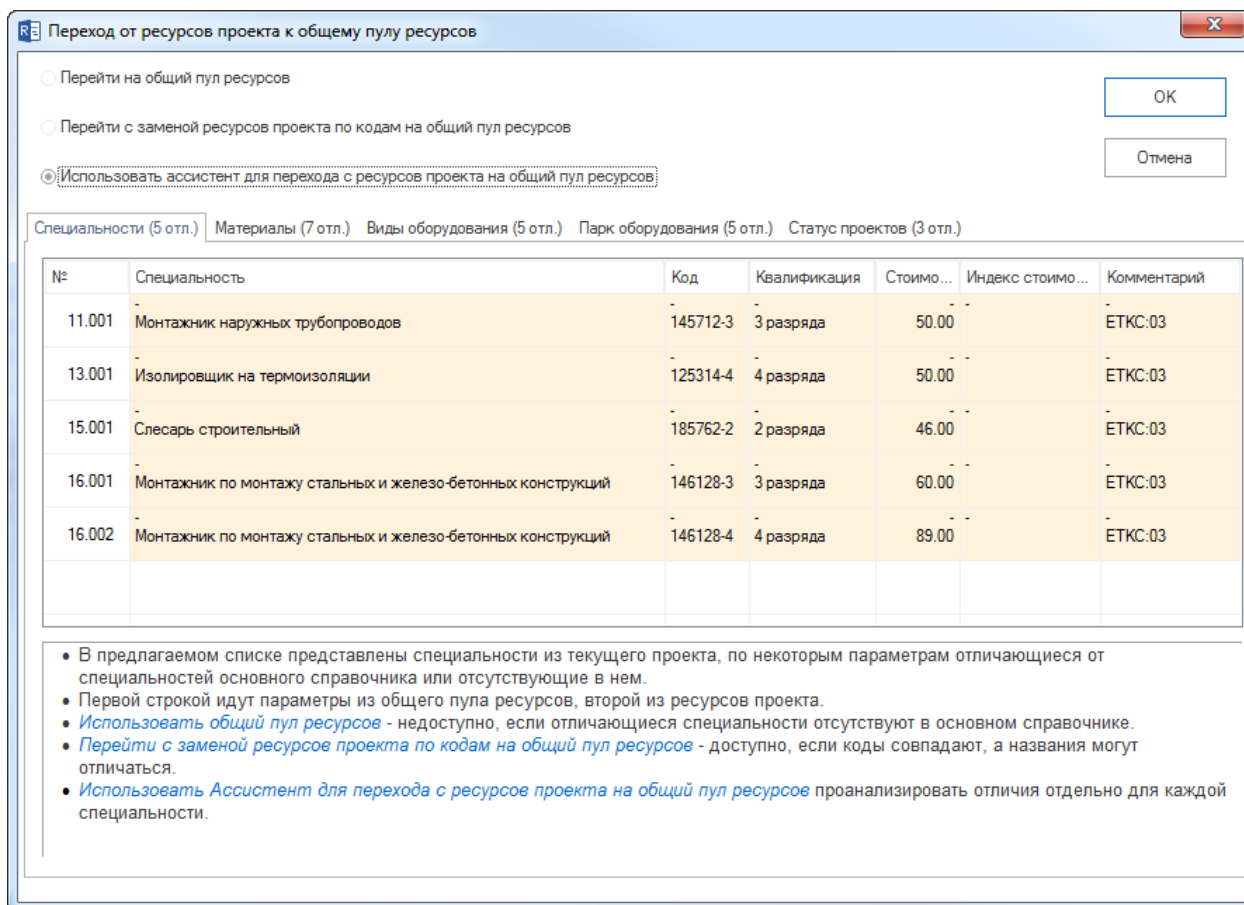 Переход от ресурсов проекта к общему пулу ресурсов
Перейти на общий пул ресурсов
OK
Перейти с заменой ресурсов проекта по кодам на общий пул ресурсов
Отмена
Использовать ассистент для перехода с ресурсов проекта на общий пул ресурсов
Специальности (5 отл.) Материалы (7 отл.) Виды оборудования (5 отл.) Парк оборудования (5 отл.) Статус проектов (3 отл.)
№ Специальность Код Квалификация Стоимо... Индекс стоимо... Комментарий
- - - - - -
11.001 Монтажник наружных трубопроводов 145712-3 3 разряда 50.00 ЕТКС:03
- - - - - -
13.001 Изолировщик на термоизоляции 125314-4 4 разряда 50.00 ЕТКС:03
- - - - - -
15.001 Слесарь строительный 185762-2 2 разряда 46.00 ЕТКС:03
- - - - - -
16.001 Монтажник по монтажу стальных и железо-бетонных конструкций 146128-3 3 разряда 60.00 ЕТКС:03
- - - - - -
16.002 Монтажник по монтажу стальных и железо-бетонных конструкций 146128-4 4 разряда 89.00 ЕТКС:03
• В предлагаемом списке представлены специальности из текущего проекта, по некоторым параметрам отличающиеся от
специальностей основного справочника или отсутствующие в нем.
• Первой строкой идут параметры из общего пула ресурсов, второй из ресурсов проекта.
• Использовать общий пул ресурсов - недоступно, если отличающиеся специальности отсутствуют в основном справочнике.
• Перейти с заменой ресурсов проекта по кодам на общий пул ресурсов - доступно, если коды совпадают, а названия могут
отличаться.
• Использовать Ассистент для перехода с ресурсов проекта на общий пул ресурсов проанализировать отличия отдельно для каждой
специальности.